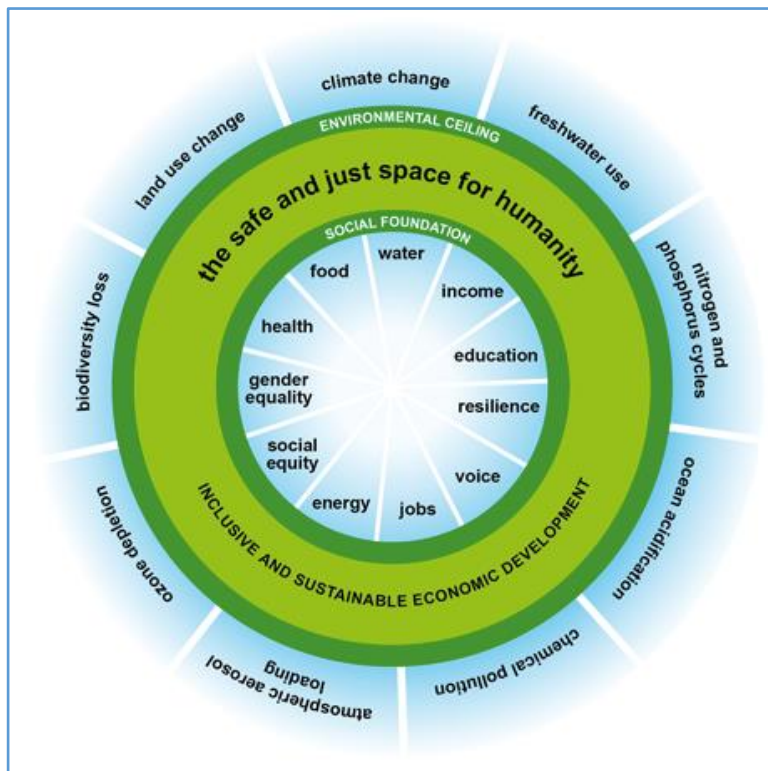 climate change
freshwater use
nitrogen and
phosphorus cycles
ocean acidification
chemical pollution
atmospheric aerosol
loading
ozone depletion
biodiversity loss
land use change
ENVIRONMENTAL CEILING
the safe and just space for humanity
SOCIAL FOUNDATION
water
income
education
resilience
voice
jobs
energy
social
equity
gender
equality
health
food
INCLUSIVE AND SUSTAINABLE ECONOMIC DEVELOPMENT